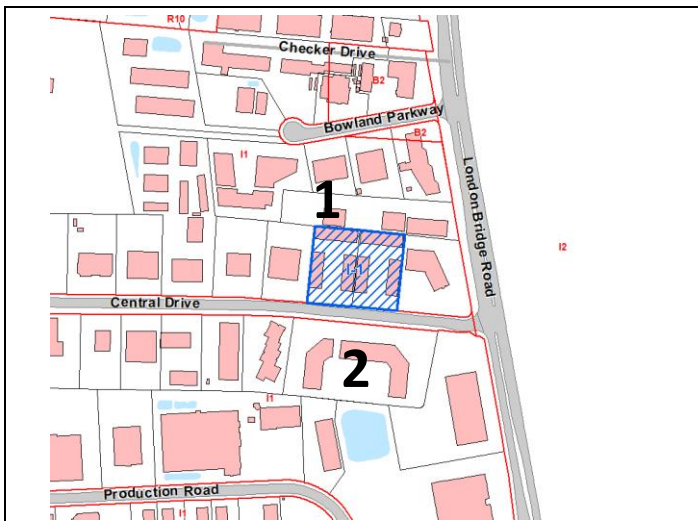 R10
Checker Drive
B2
Bowland Parkway
B2
I1
London Bridge Road
1
I2
I-1
Central Drive
2
I1
Production Road
I1